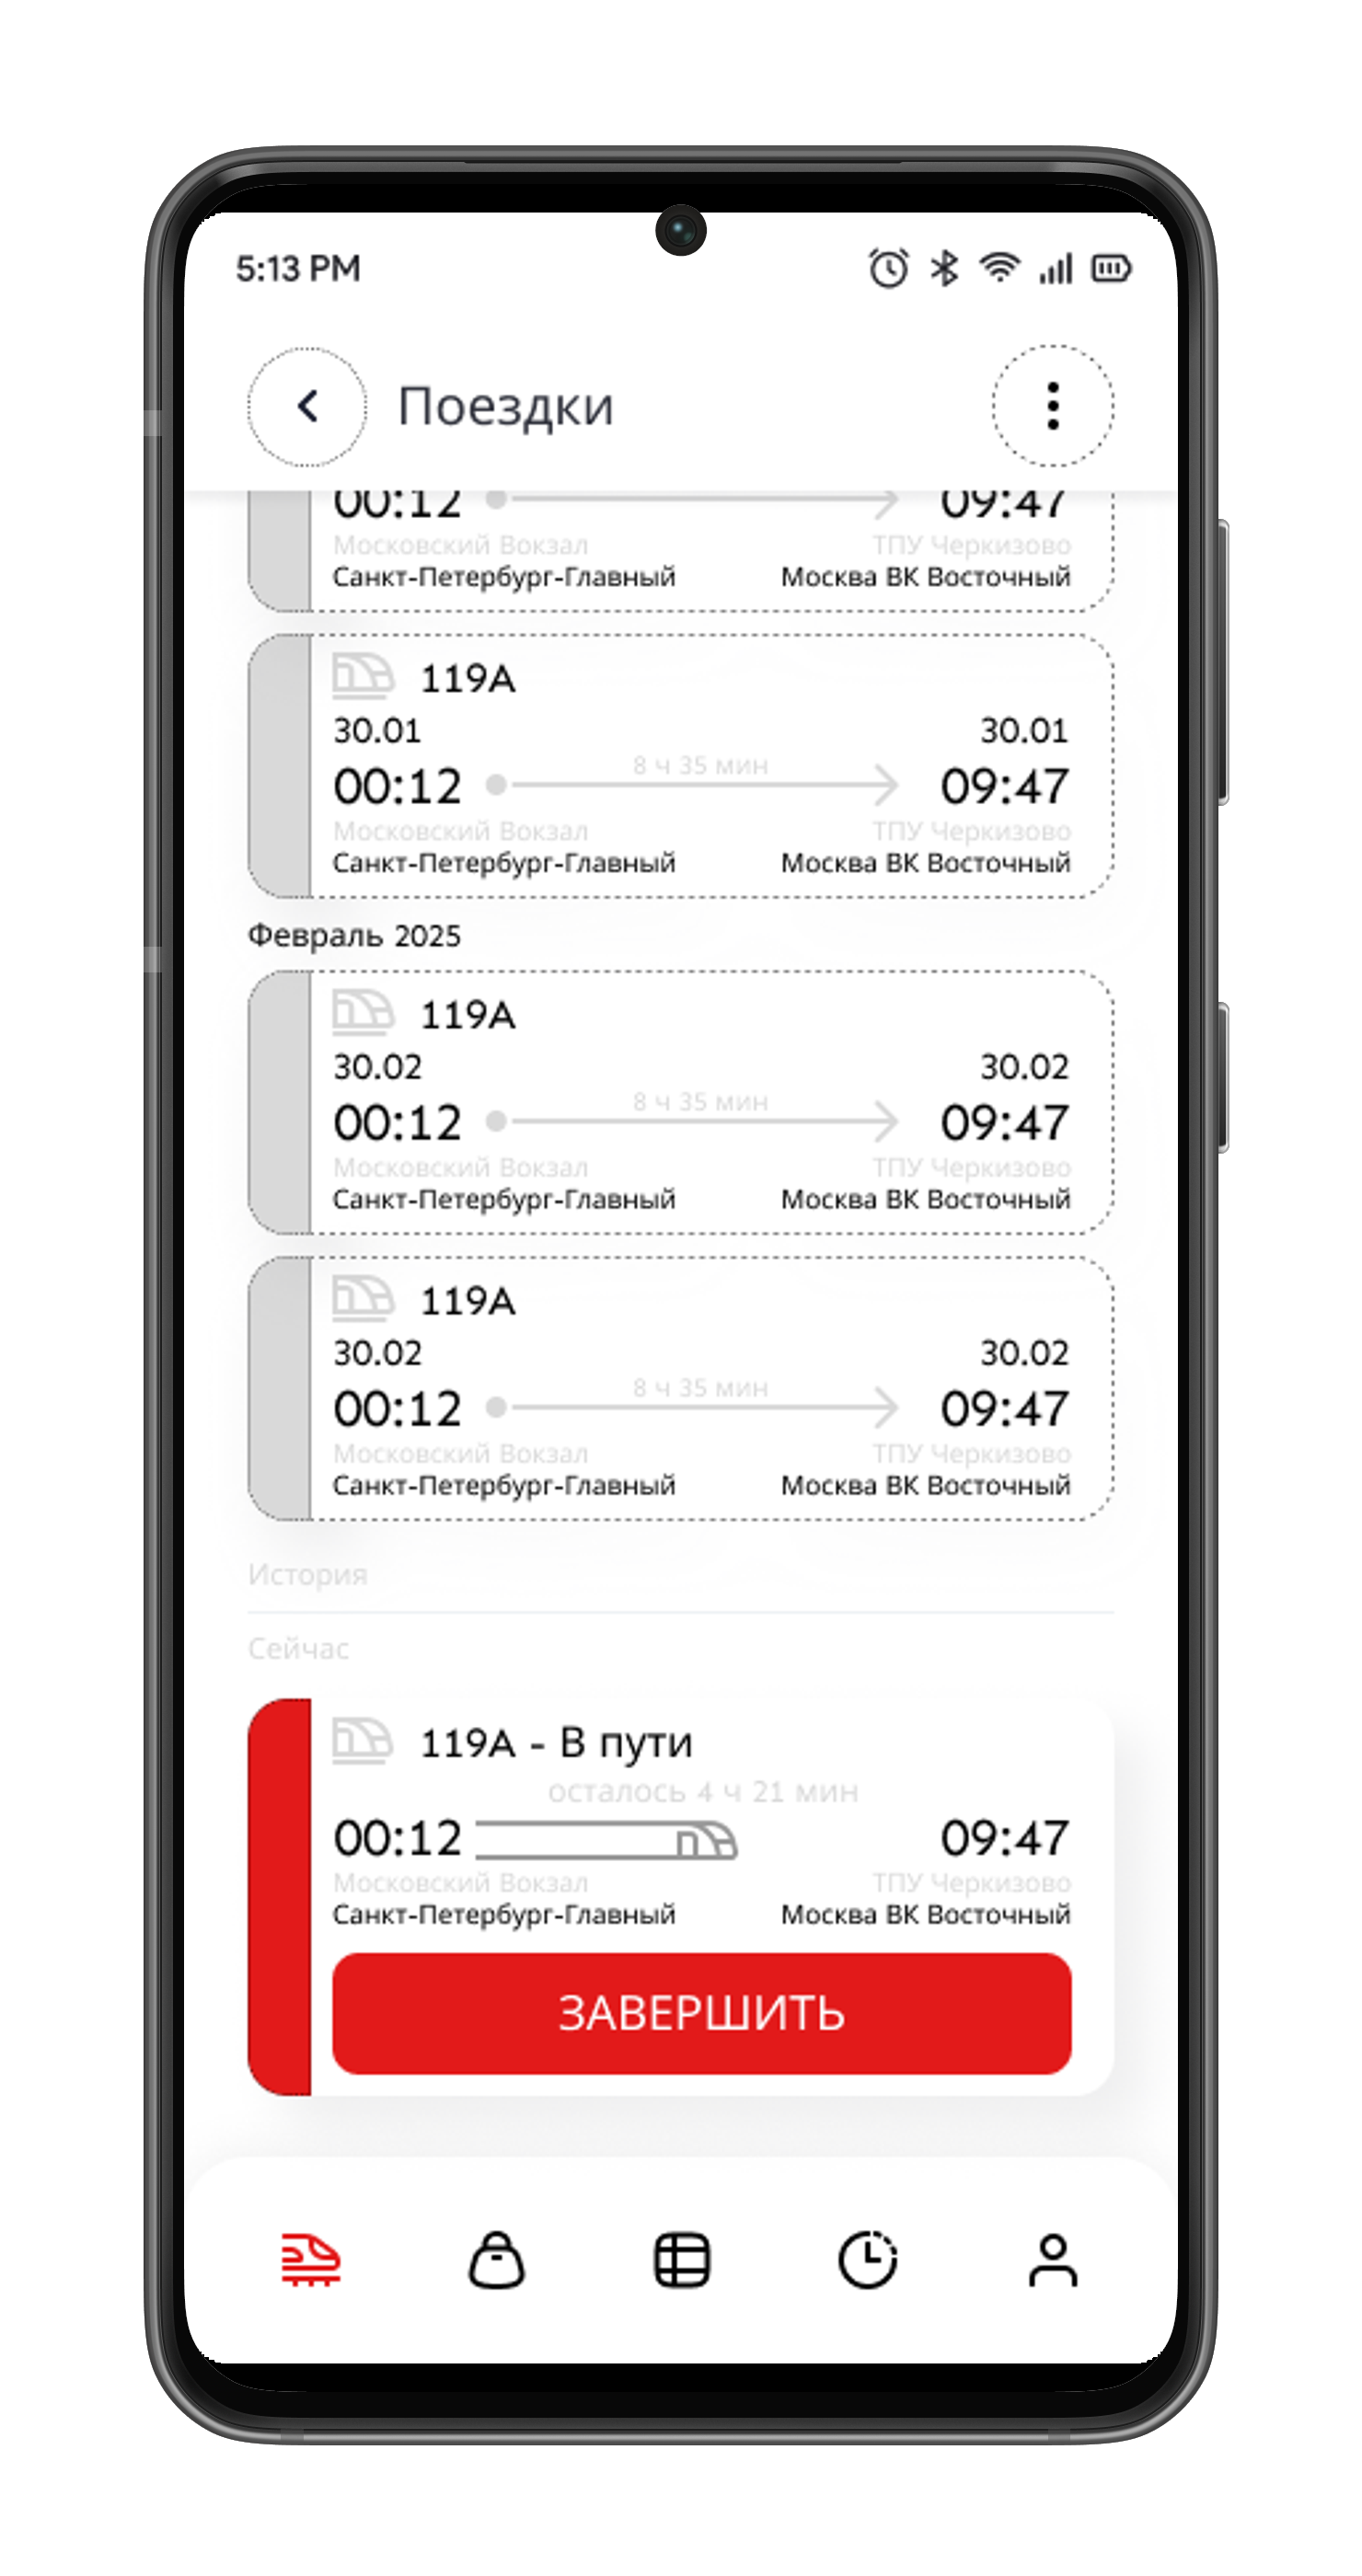 5:13 PM
Поездки
00:12 09:47
Московский Вокзал ТПУ Черкизово
Санкт-Петербург-Главный Москва ВК Восточный
119А
30.01 30.01
8 ч 35 мин
00:12 09:47
Московский Вокзал ТПУ Черкизово
Санкт-Петербург-Главный Москва ВК Восточный
Февраль 2025
119А
30.02 30.02
8 ч 35 мин
00:12 09:47
Московский Вокзал ТПУ Черкизово
Санкт-Петербург-Главный Москва ВК Восточный
119А
30.02 30.02
8 ч 35 мин
00:12 09:47
Московский Вокзал ТПУ Черкизово
Санкт-Петербург-Главный Москва ВК Восточный
История
Сейчас
119А - В пути
осталось 4 ч 21 мин
00:12 09:47
Московский Вокзал ТПУ Черкизово
Санкт-Петербург-Главный Москва ВК Восточный
ЗАВЕРШИТЬ